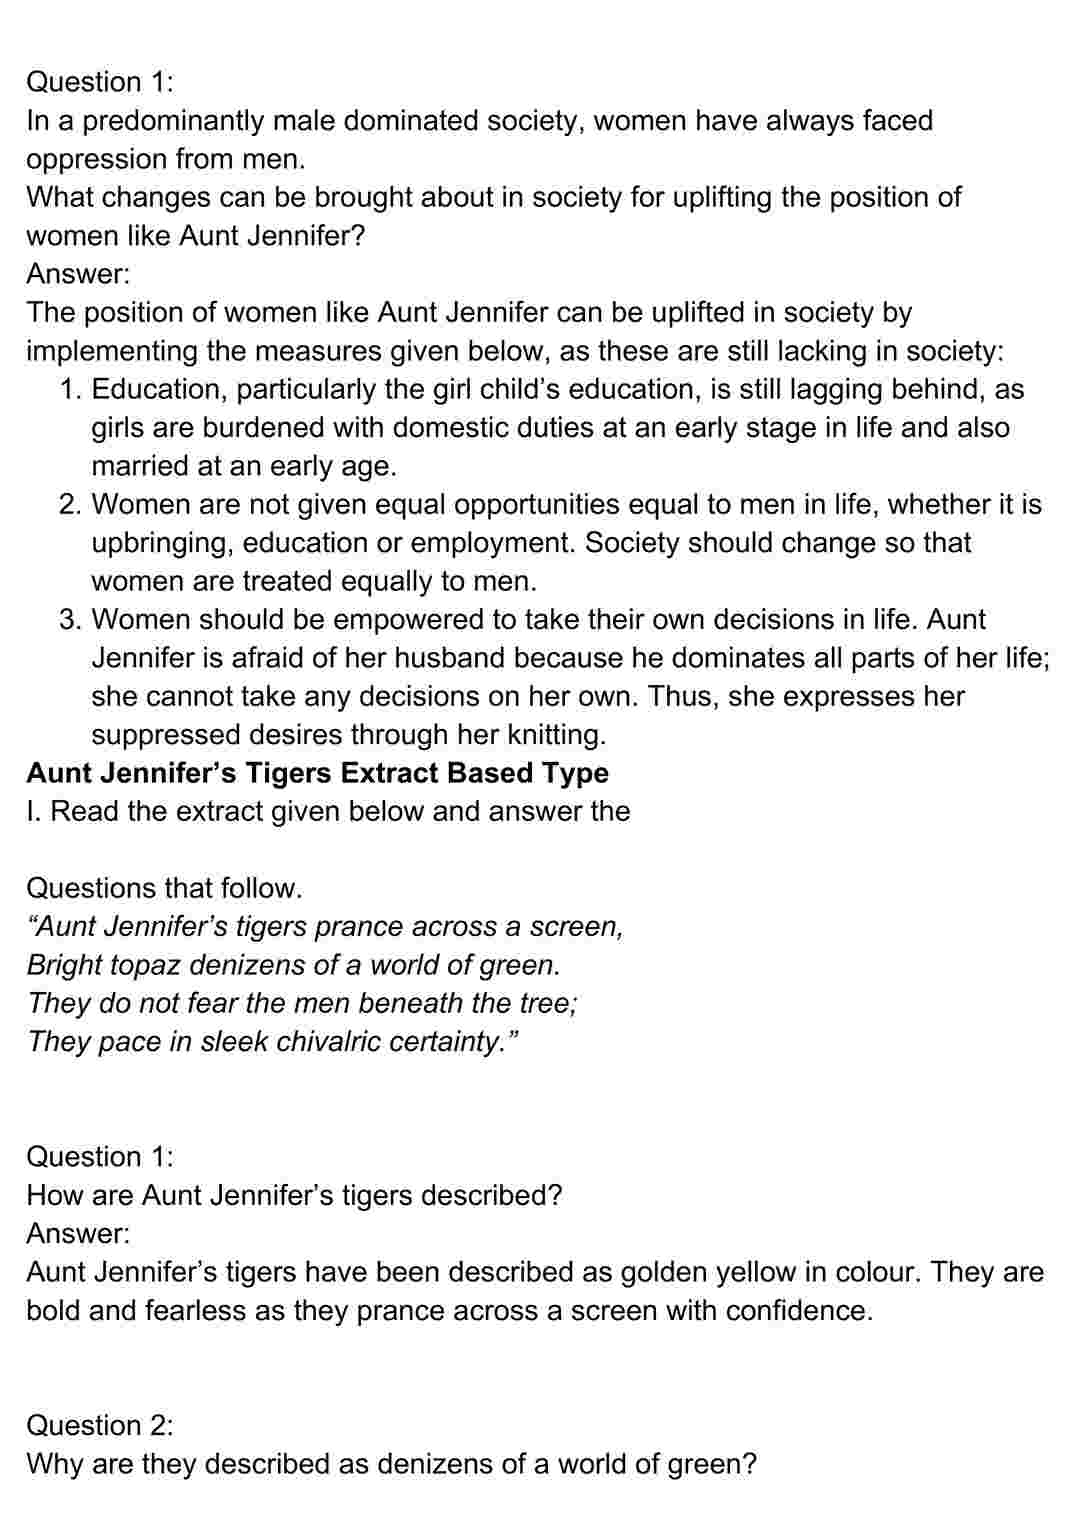 Question 1:
In a predominantly male dominated society, women have always faced
oppression from men.
What changes can be brought about in society for uplifting the position of
women like Aunt Jennifer?
Answer:
The position of women like Aunt Jennifer can be uplifted in society by
implementing the measures given below, as these are still lacking in society:
1. Education, particularly the girl child’s education, is still lagging behind, as
girls are burdened with domestic duties at an early stage in life and also
married at an early age.
2. Women are not given equal opportunities equal to men in life, whether it is
upbringing, education or employment. Society should change so that
women are treated equally to men.
3. Women should be empowered to take their own decisions in life. Aunt
Jennifer is afraid of her husband because he dominates all parts of her life;
she cannot take any decisions on her own. Thus, she expresses her
suppressed desires through her knitting.
Aunt Jennifer’s Tigers Extract Based Type
I. Read the extract given below and answer the
Questions that follow.
“Aunt Jennifer’s tigers prance across a screen,
Bright topaz denizens of a world of green.
They do not fear the men beneath the tree;
They pace in sleek chivalric certainty.”
Question 1:
How are Aunt Jennifer’s tigers described?
Answer:
Aunt Jennifer’s tigers have been described as golden yellow in colour. They are
bold and fearless as they prance across a screen with confidence.
Question 2:
Why are they described as denizens of a world of green?